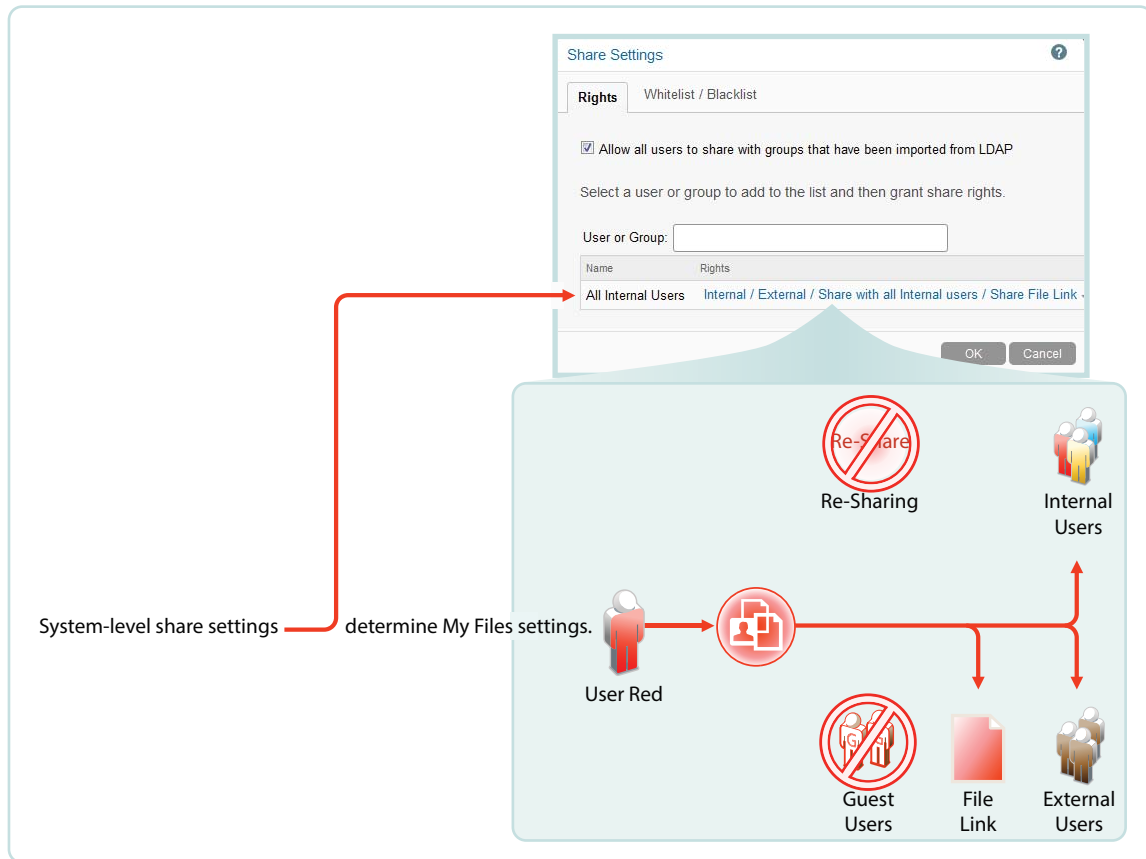 Share Settings
?
Rights
Whitelist / Blacklist
Allow all users to share with groups that have been imported from LDAP
Select a user or group to add to the list and then grant share rights.
User or Group:
Name
Rights
All Internal Users
Internal / External / Share with all Internal users / Share File Link
OK
Cancel
Re-Sharing
Internal
Users
System-level share settings
determine My Files settings.
User Red
Guest
Users
File
Link
External
Users